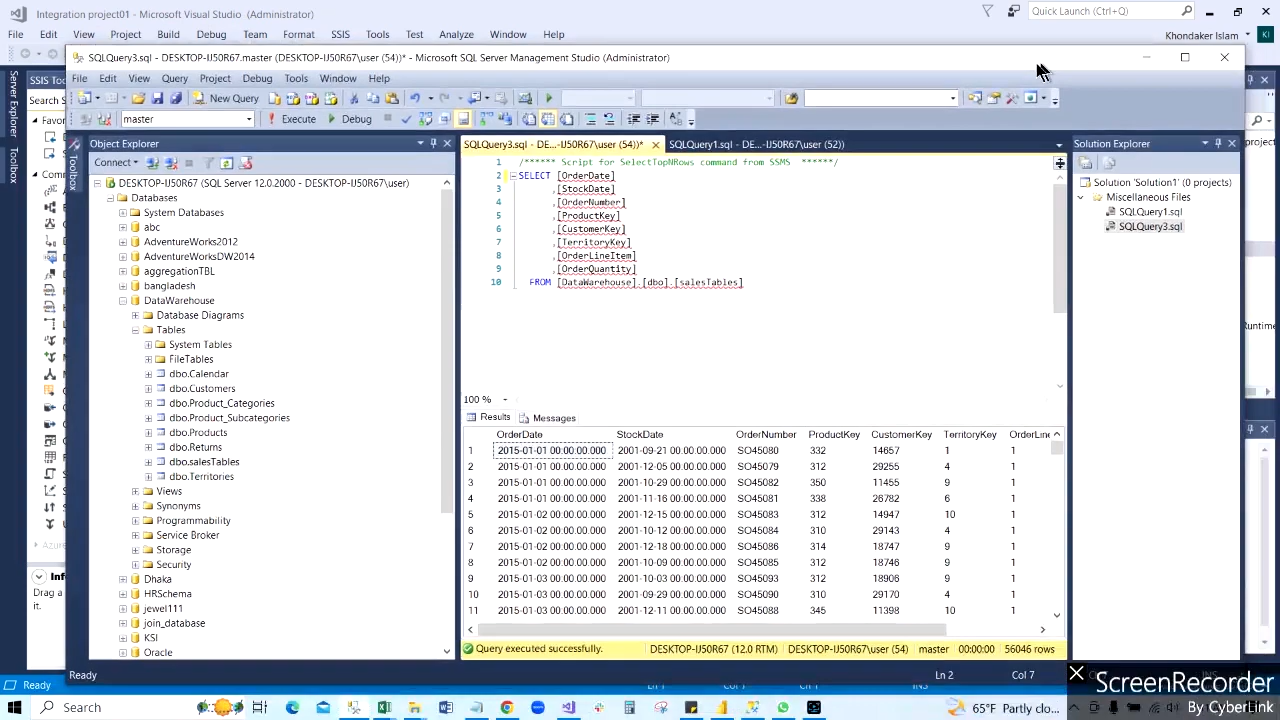 Integration project01 - Microsoft Visual Studio (Administrator)
Quick Launch (Ctrl+Q)
File Edit View Project Build Debug Team Format SSIS Tools Test Analyze Window Help
Khondaker Islam KI
SQLQuery3.sql - DESKTOP-IJ50R67.master (DESKTOP-IJ50R67\user (54))* - Microsoft SQL Server Management Studio (Administrator)
File Edit View Query Project Debug Tools Window Help
New Query
master
Execute
Debug
Server Explorer
Toolbox
SSIS Tool
Search S
Favo
Com
Toolbox
Object Explorer
Connect
DESKTOP-IJ50R67 (SQL Server 12.0.2000 - DESKTOP-IJ50R67\user)
Databases
System Databases
abc
AdventureWorks2012
AdventureWorksDW2014
aggregationTBL
bangladesh
DataWarehouse
Database Diagrams
Tables
System Tables
FileTables
dbo.Calendar
dbo.Customers
dbo.Product_Categories
dbo.Product_Subcategories
dbo.Products
dbo.Returns
dbo.salesTables
dbo.Territories
Views
Synonyms
Programmability
Service Broker
Storage
Security
Dhaka
HRSchema
jewel111
join_database
KSI
Oracle
SQLQuery3.sql - DE...-IJ50R67\user (54))* SQLQuery1.sql - DE...-IJ50R67\user (52))
1 /****** Script for SelectTopNRows command from SSMS ******/
2 SELECT [OrderDate]
3 ,[StockDate]
4 ,[OrderNumber]
5 ,[ProductKey]
6 ,[CustomerKey]
7 ,[TerritoryKey]
8 ,[OrderLineItem]
9 ,[OrderQuantity]
10 FROM [DataWarehouse].[dbo].[salesTables]
100 %
Results Messages
OrderDate StockDate OrderNumber ProductKey CustomerKey TerritoryKey OrderLine
1 2015-01-01 00:00:00.000 2001-09-21 00:00:00.000 SO45080 332 14657 1 1
2 2015-01-01 00:00:00.000 2001-12-05 00:00:00.000 SO45079 312 29255 4 1
3 2015-01-01 00:00:00.000 2001-10-29 00:00:00.000 SO45082 350 11455 9 1
4 2015-01-01 00:00:00.000 2001-11-16 00:00:00.000 SO45081 338 26782 6 1
5 2015-01-02 00:00:00.000 2001-12-15 00:00:00.000 SO45083 312 14947 10 1
6 2015-01-02 00:00:00.000 2001-10-12 00:00:00.000 SO45084 310 29143 4 1
7 2015-01-02 00:00:00.000 2001-12-18 00:00:00.000 SO45086 314 18747 9 1
8 2015-01-02 00:00:00.000 2001-10-09 00:00:00.000 SO45085 312 18746 9 1
9 2015-01-03 00:00:00.000 2001-10-03 00:00:00.000 SO45093 312 18906 9 1
10 2015-01-03 00:00:00.000 2001-09-29 00:00:00.000 SO45090 310 29170 4 1
11 2015-01-03 00:00:00.000 2001-12-11 00:00:00.000 SO45088 345 11398 10 1
Query executed successfully. DESKTOP-IJ50R67 (12.0 RTM) DESKTOP-IJ50R67\user (54) master 00:00:00 56046 rows
Solution Explorer
Solution 'Solution1' (0 projects)
Miscellaneous Files
SQLQuery1.sql
SQLQuery3.sql
Runtime
Azure
Info
Drag a
it.
Ready Ln 2 Col 7 INS
Ready
Search
65°F Partly clo...
ScreenRecorder
By CyberLink